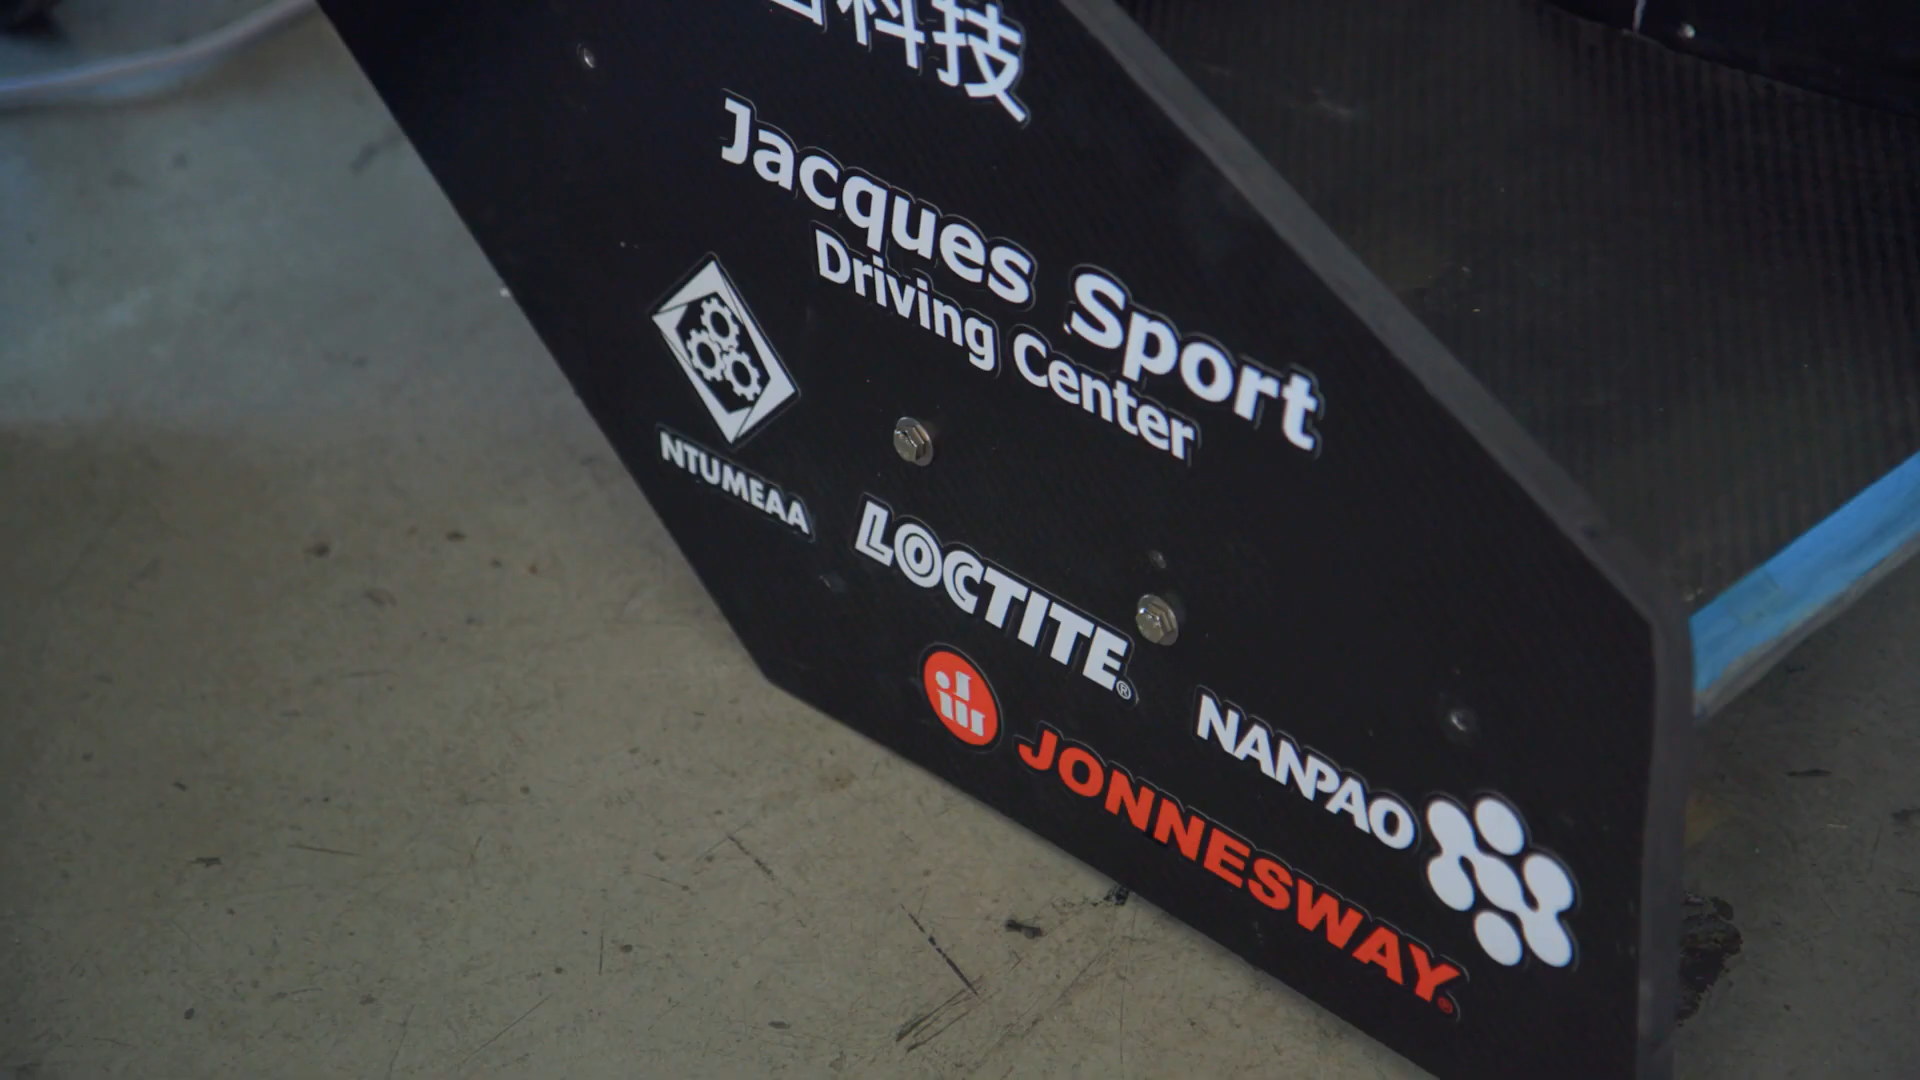 科技
Jacques Sport
Driving Center
NTUMEAA
LOCTITE®
NANPAO
JONNESWAY®